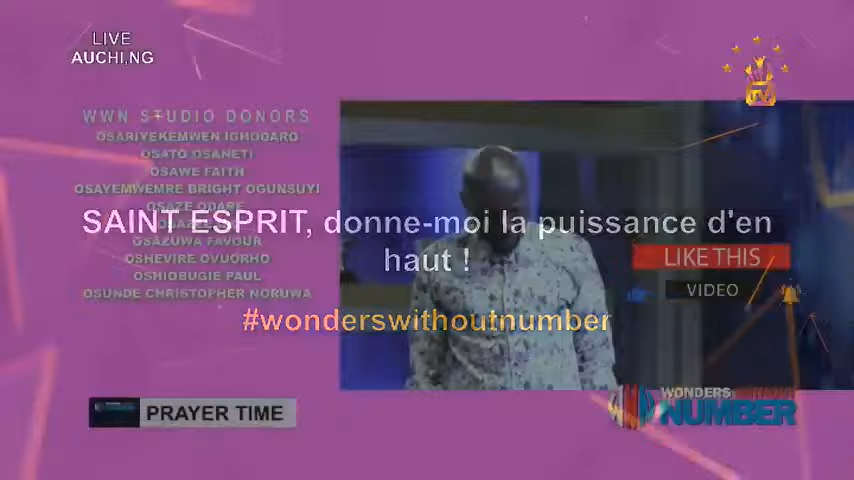 LIVE
AUCHI,NG
WWN STUDIO DONORS
OSARIYEKEMWEN IGHODARO
OSATO OSANETI
OSAWE FAITH
OSAYEMWEMRE BRIGHT OGUNSUYI
OSAZE ODARE
SAINT ESPRIT, donne-moi la puissance d'en
haut !
OSAZUWA FAVOUR
OSHEVIRE OVUORHO
OSHIOBUGIE PAUL
OSUNDE CHRISTOPHER NORUWA
LIKE THIS
VIDEO
#wonderswithoutnumber
PRAYER TIME
WONDERS
NUMBER